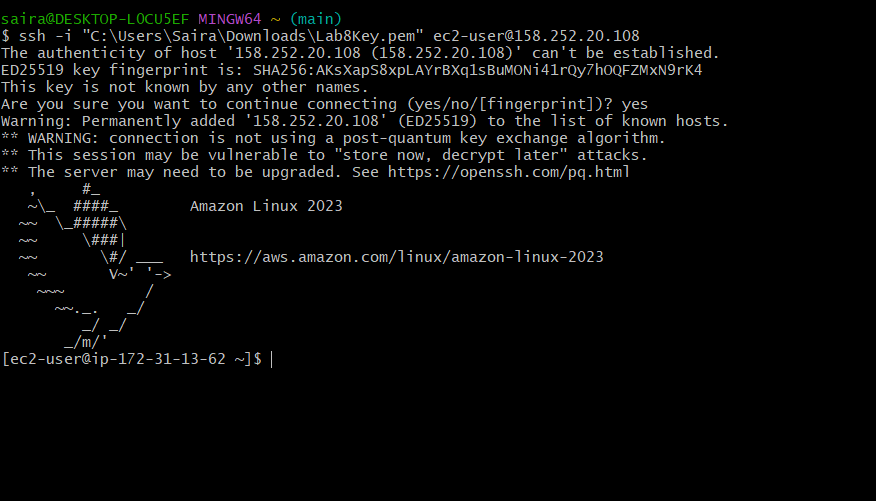 saira@DESKTOP-L0CU5EF MINGW64 ~ (main)
$ ssh -i "C:\Users\Saira\Downloads\Lab8Key.pem" ec2-user@158.252.20.108
The authenticity of host '158.252.20.108 (158.252.20.108)' can't be established.
ED25519 key fingerprint is: SHA256:AKsXapS8xpLAYrBXq1sBuMONi41rQy7hOQFZMxN9rK4
This key is not known by any other names.
Are you sure you want to continue connecting (yes/no/[fingerprint])? yes
Warning: Permanently added '158.252.20.108' (ED25519) to the list of known hosts.
** WARNING: connection is not using a post-quantum key exchange algorithm.
** This session may be vulnerable to "store now, decrypt later" attacks.
** The server may need to be upgraded. See https://openssh.com/pq.html
   ,     #_
   ~\_  ####_        Amazon Linux 2023
  ~~  \_#####\
  ~~     \###|
  ~~       \#/ ___   https://aws.amazon.com/linux/amazon-linux-2023
   ~~       V~' '->
    ~~~         /
      ~~._.   _/
         _/ _/
       _/m/'
[ec2-user@ip-172-31-13-62 ~]$